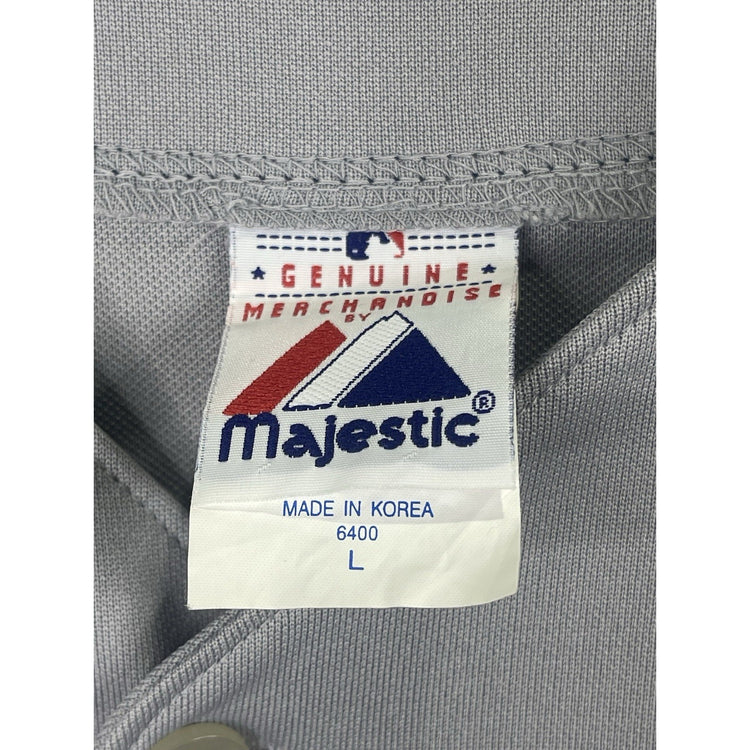 GENUINE
MERCHANDISE
BY
Majestic®
MADE IN KOREA
6400
L